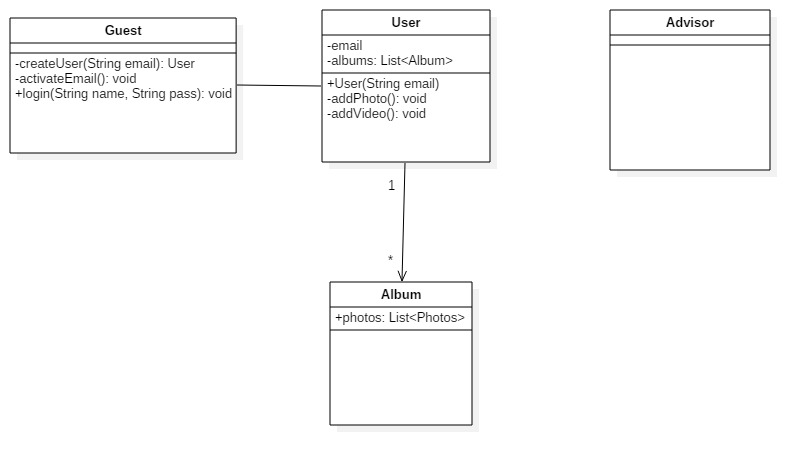 Guest
-createUser(String email): User
-activateEmail(): void
+login(String name, String pass): void
User
-email
-albums: List<Album>
+User(String email)
-addPhoto(): void
-addVideo(): void
Advisor
1
*
Album
+photos: List<Photos>